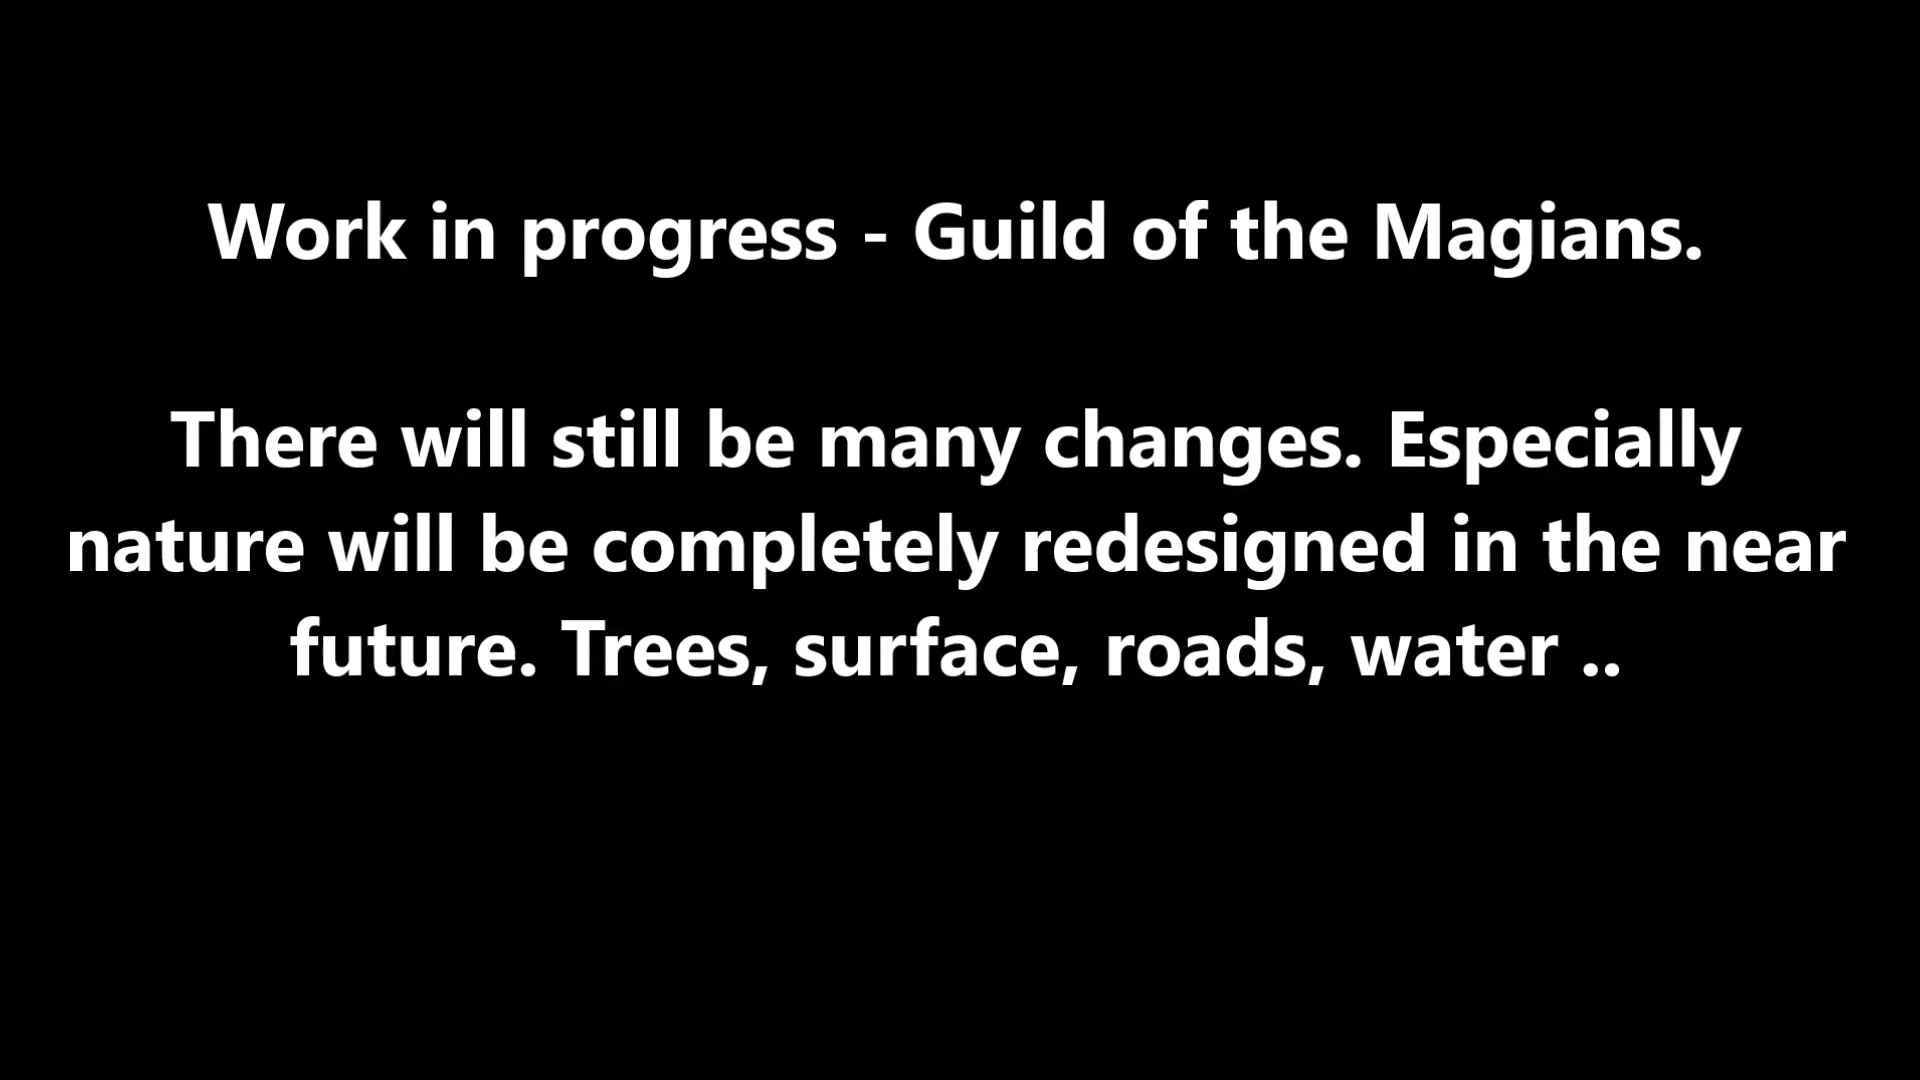 Work in progress - Guild of the Magians.
There will still be many changes. Especially
nature will be completely redesigned in the near
future. Trees, surface, roads, water ..